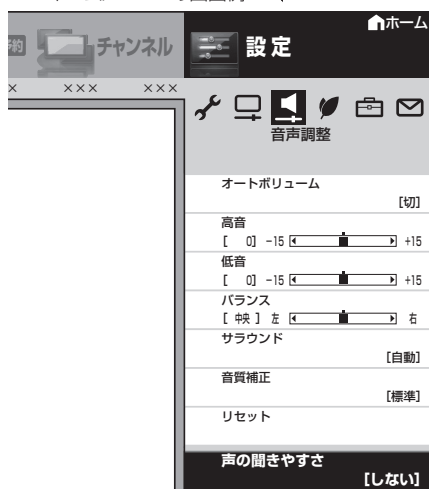 ホーム
予約
チャンネル
設定
×
×××
×××
音声調整
オートボリューム
[切]
高音
[ 0] -15 +15
低音
[ 0] -15 +15
バランス
[ 中央 ] 左 右
サラウンド
[自動]
音質補正
[標準]
リセット
声の聞きやすさ
[しない]